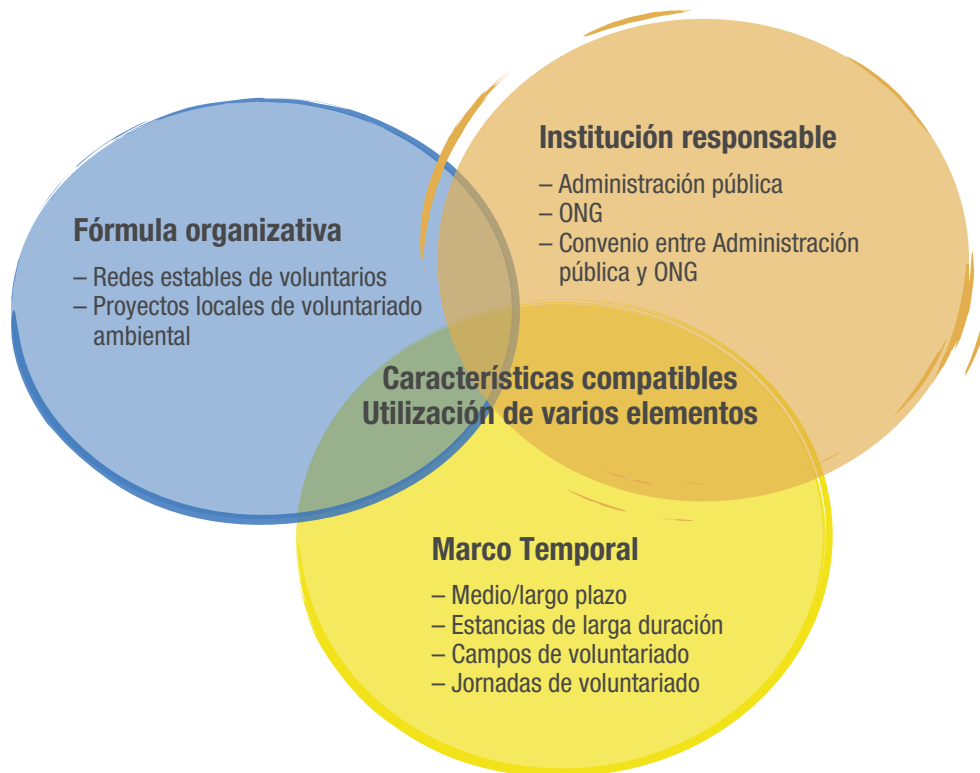 Institución responsable
– Administración pública
– ONG
– Convenio entre Administración
pública y ONG
Fórmula organizativa
– Redes estables de voluntarios
– Proyectos locales de voluntariado
ambiental
Características compatibles
Utilización de varios elementos
Marco Temporal
– Medio/largo plazo
– Estancias de larga duración
– Campos de voluntariado
– Jornadas de voluntariado